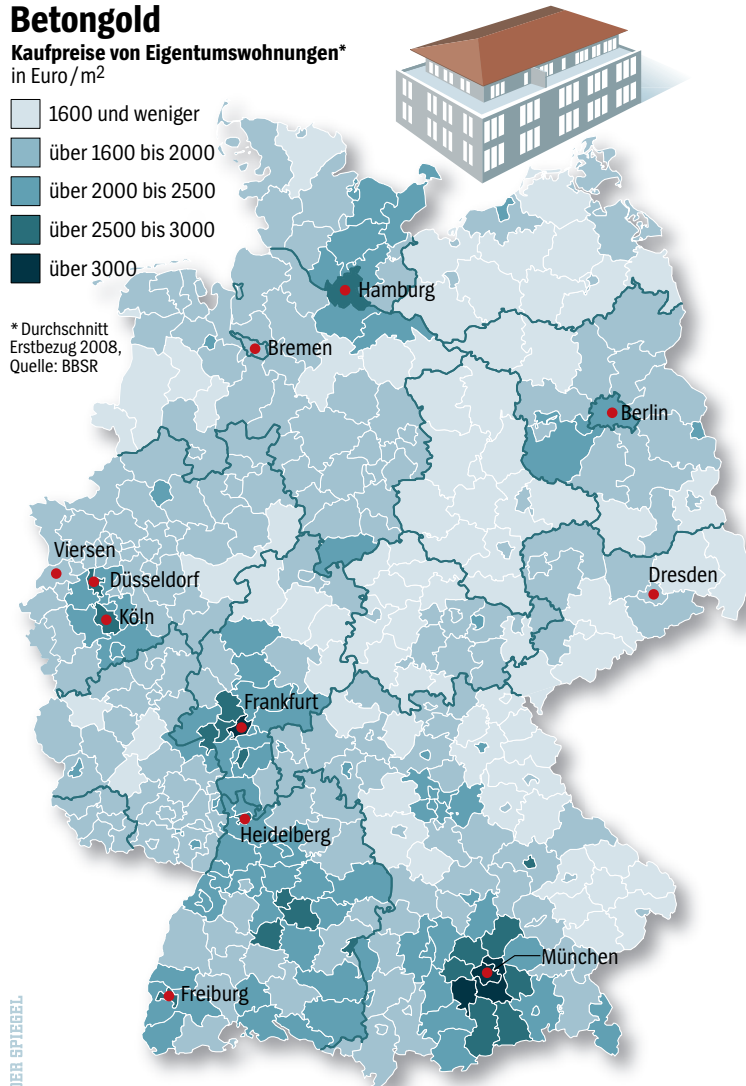 Betongold
Kaufpreise von Eigentumswohnungen*
in Euro/m²
1600 und weniger
über 1600 bis 2000
über 2000 bis 2500
über 2500 bis 3000
über 3000
* Durchschnitt
Erstbezug 2008,
Quelle: BBSR
Hamburg
Bremen
Berlin
Viersen
Düsseldorf
Köln
Dresden
Frankfurt
Heidelberg
München
Freiburg
DER SPIEGEL